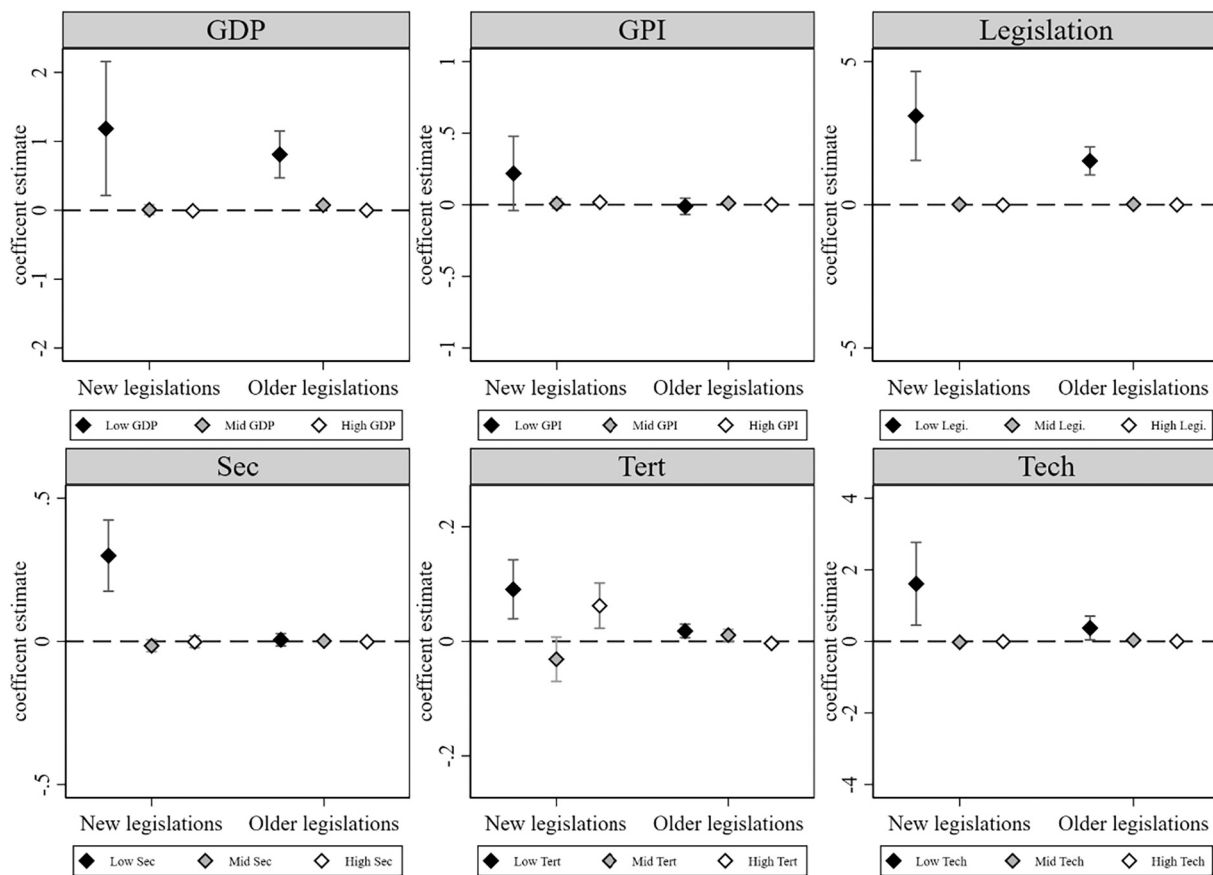 GDP
coefficent estimate
2
1
0
-1
-2
New legislations Older legislations
Low GDP Mid GDP High GDP
GPI
coefficent estimate
1
.5
0
-.5
-1
New legislations Older legislations
Low GPI Mid GPI High GPI
Legislation
coefficent estimate
5
0
-5
New legislations Older legislations
Low Legi. Mid Legi. High Legi.
Sec
coefficent estimate
.5
0
-.5
New legislations Older legislations
Low Sec Mid Sec High Sec
Tert
coefficent estimate
.2
0
-.2
New legislations Older legislations
Low Tert Mid Tert High Tert
Tech
coefficent estimate
4
2
0
-2
-4
New legislations Older legislations
Low Tech Mid Tech High Tech